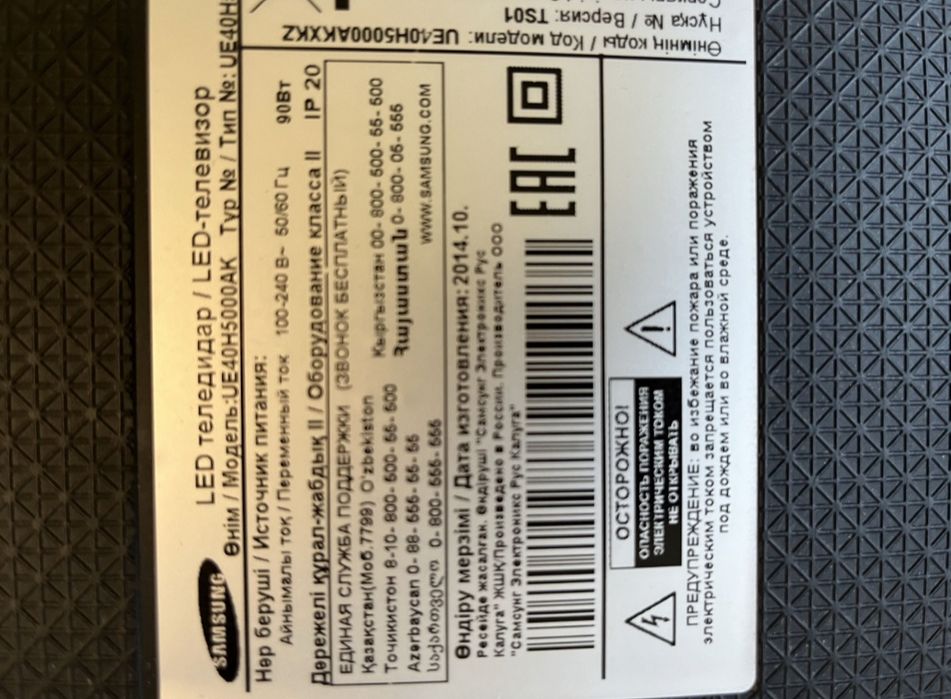 SAMSUNG
LED теледидар / LED-телевизор
Өнім / Модель:UE40H5000AK Тур № / Тип №: UE40H
Нәр беруші / Источник питания:
Айнымалы ток / Переменный ток 100-240 В~ 50/60 Гц 90Вт
Дәрежелі құрал-жабдық II / Оборудование класса II IP 20
ЕДИНАЯ СЛУЖБА ПОДДЕРЖКИ (ЗВОНОК БЕСПЛАТНЫЙ)
Қазақстан(Моб.7799) O'zbekiston Кыргызстан 00-800-500-55-500
Точикистон 8-10-800-500-55-500 Հայաստան 0-800-05-555
Azerbaycan 0-88-555-55-55 WWW.SAMSUNG.COM
საქართველო 0-800-555-555
Өндіру мерзімі / Дата изготовления: 2014.10.
Ресейде жасалган. Өндіруші "Самсунг Электроникс Рус
Калуга" ЖШҚ/Произведено в России. Производитель ООО
"Самсунг Электроникс Рус Калуга"
EAC
ОСТОРОЖНО!
ОПАСНОСТЬ ПОРАЖЕНИЯ
ЭЛЕКТРИЧЕСКИМ ТОКОМ
НЕ ОТКРЫВАТЬ
ПРЕДУПРЕЖДЕНИЕ: во избежание пожара или поражения
электрическим током запрещается пользоваться устройством
под дождем или во влажной среде.
Өнімнің коды / Код модели: UE40H5000AKXKZ
Нұсқа № / Версия: TS01